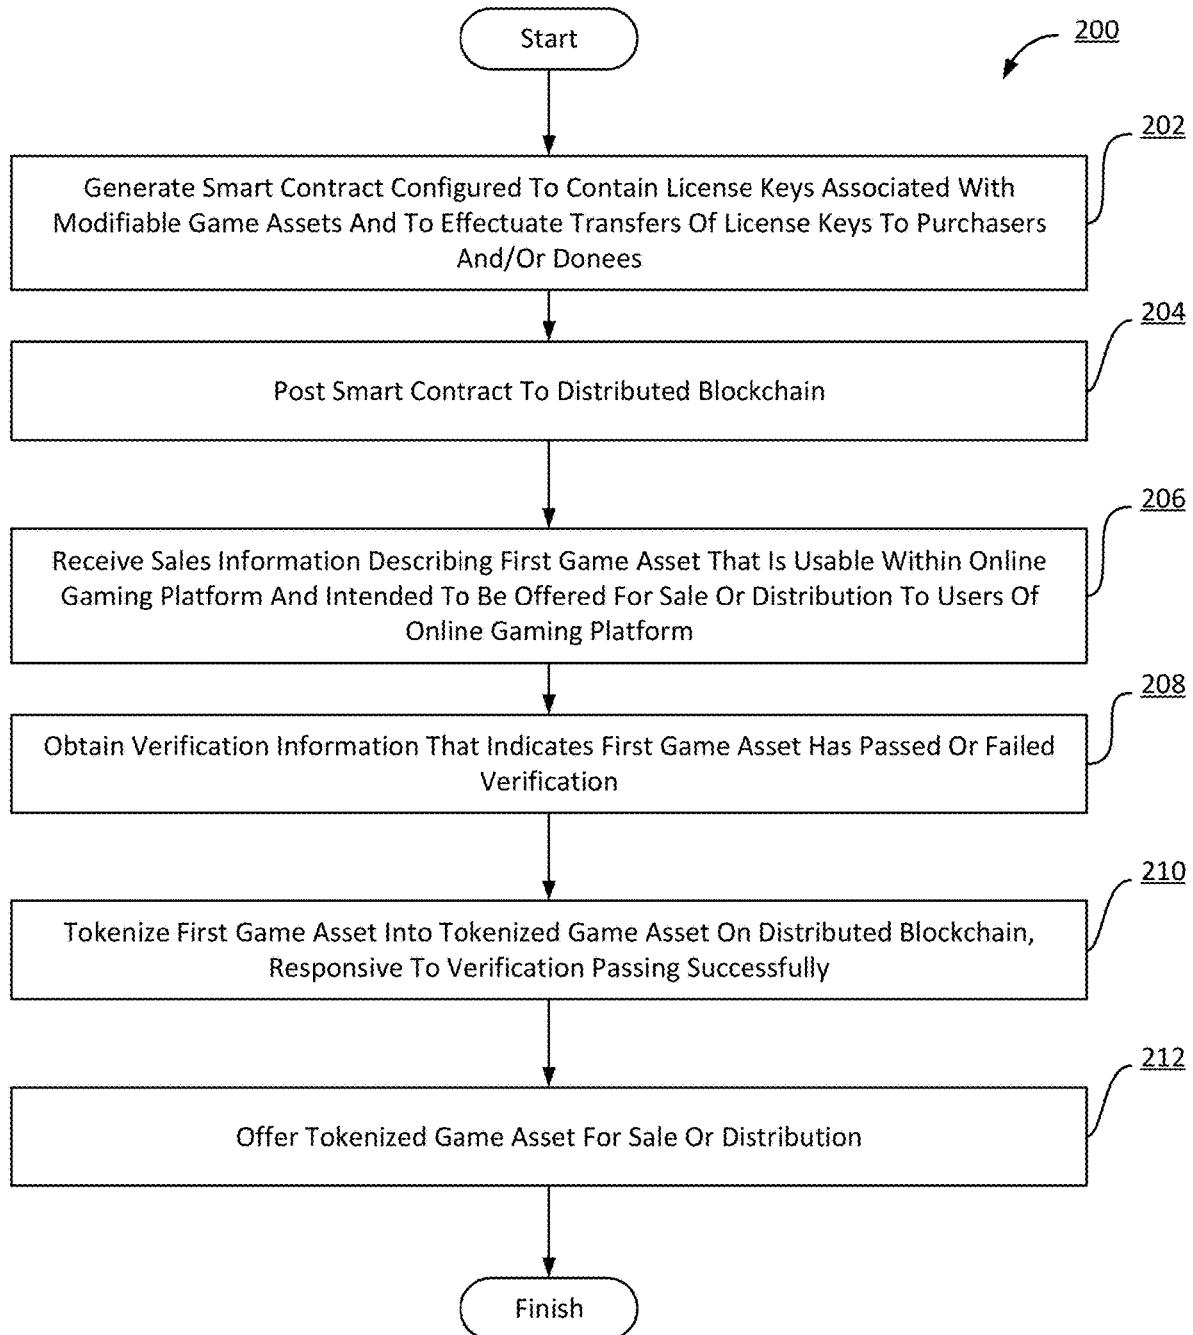 Start
200
202
Generate Smart Contract Configured To Contain License Keys Associated With
Modifiable Game Assets And To Effectuate Transfers Of License Keys To Purchasers
And/Or Donees
204
Post Smart Contract To Distributed Blockchain
206
Receive Sales Information Describing First Game Asset That Is Usable Within Online
Gaming Platform And Intended To Be Offered For Sale Or Distribution To Users Of
Online Gaming Platform
208
Obtain Verification Information That Indicates First Game Asset Has Passed Or Failed
Verification
210
Tokenize First Game Asset Into Tokenized Game Asset On Distributed Blockchain,
Responsive To Verification Passing Successfully
212
Offer Tokenized Game Asset For Sale Or Distribution
Finish